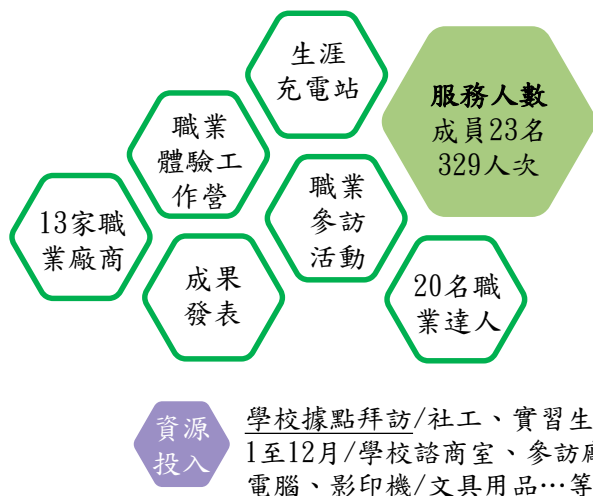 生涯
充電站
服務人數
成員23名
329人次
職業
體驗工
作營
職業
參訪
活動
13家職
業廠商
成果
發表
20名職
業達人
資源
投入
學校據點拜訪/社工、實習生
1至12月/學校諮商室、參訪廠
電腦、影印機/文具用品…等